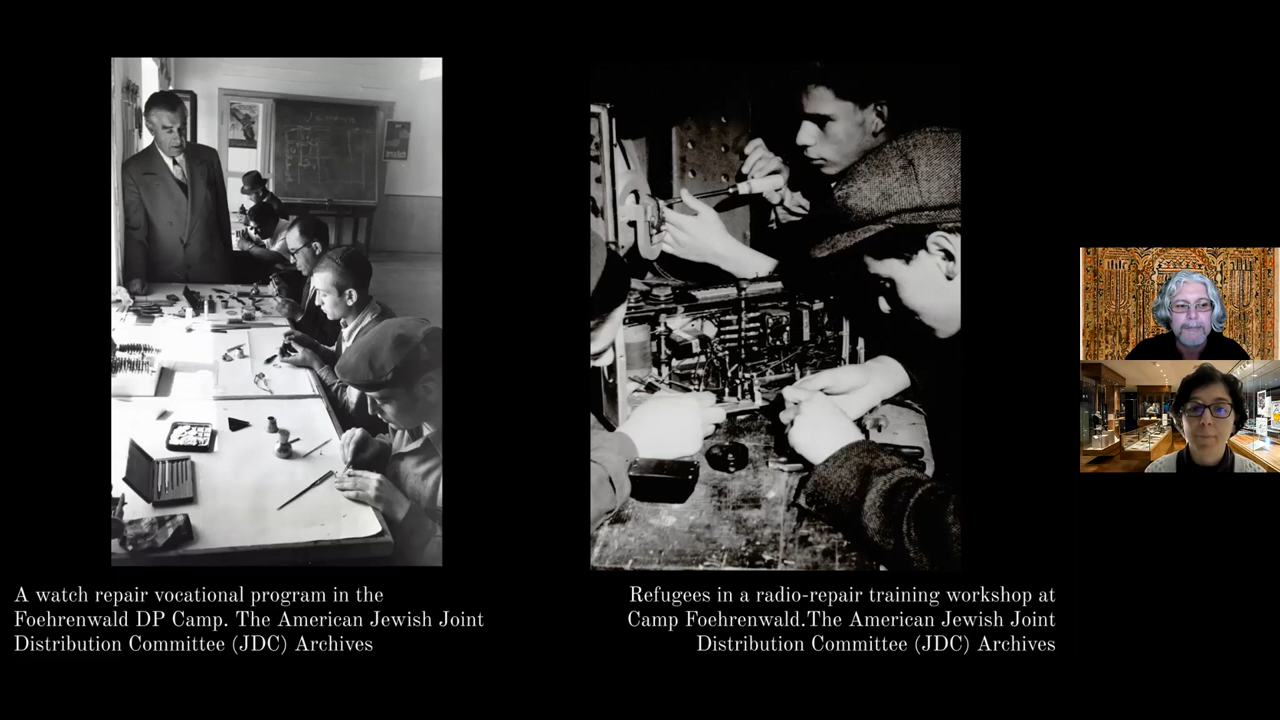 A watch repair vocational program in the
Foehrenwald DP Camp. The American Jewish Joint
Distribution Committee (JDC) Archives
Refugees in a radio-repair training workshop at
Camp Foehrenwald.The American Jewish Joint
Distribution Committee (JDC) Archives